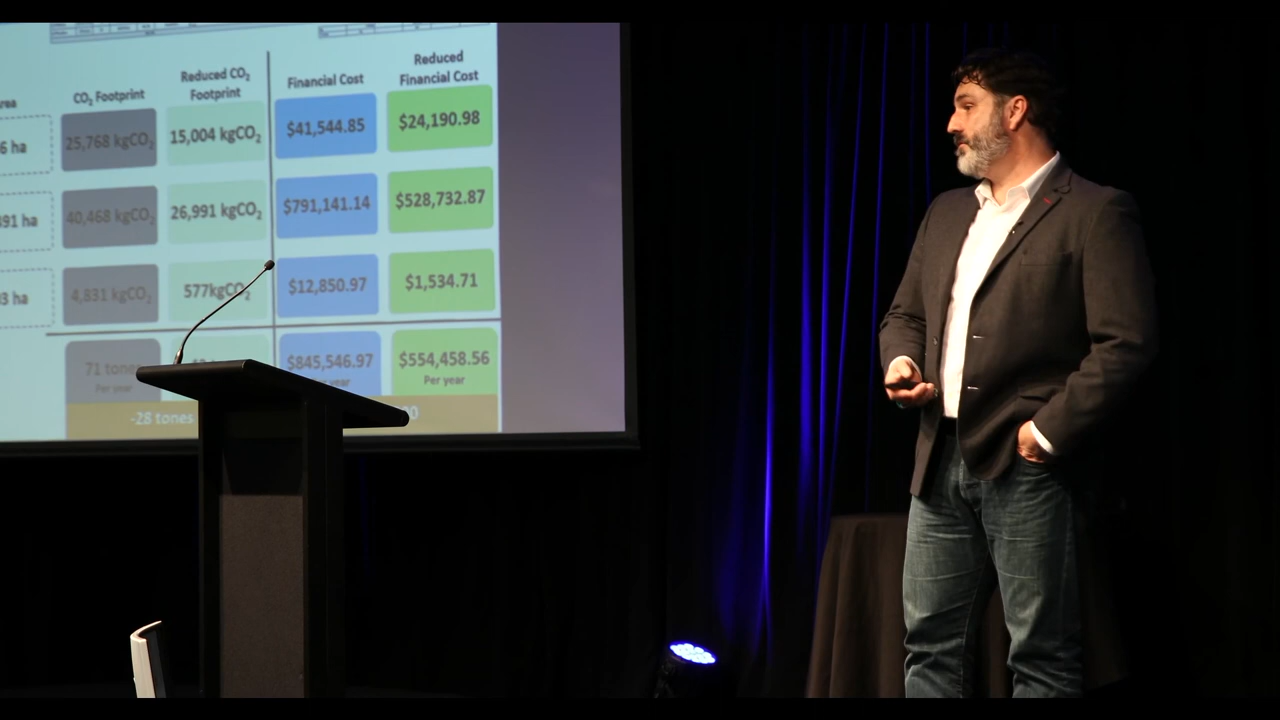 Reduced CO₂ Footprint
Reduced Financial Cost
area
CO₂ Footprint
Financial Cost
6 ha
25,768 kgCO₂
15,004 kgCO₂
$41,544.85
$24,190.98
391 ha
40,468 kgCO₂
26,991 kgCO₂
$791,141.14
$528,732.87
3 ha
4,831 kgCO₂
577kgCO₂
$12,850.97
$1,534.71
71 tones
$845,546.97
$554,458.56
Per year
year
Per year
-28 tones